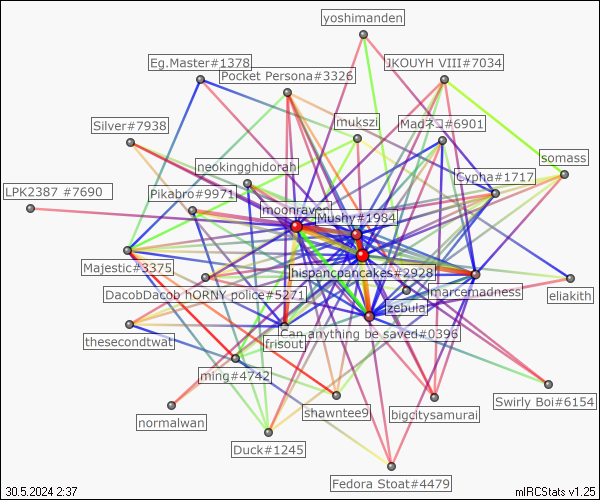 yoshimanden
Eg.Master#1378
JKOUYH VIII#7034
Pocket Persona#3326
Silver#7938
mukszi
Madネコ#6901
somass
neokingghidorah
Cypha#1717
LPK2387 #7690
Pikabro#9971
moonrayon
Mushy#1984
Majestic#3375
hispancpancakes#2928
DacobDacob hORNY police#5271
marcemadness
eliakith
zebula
thesecondtwat
Can anything be saved#0396
frisout
ming#4742
Swirly Boi#6154
normalwan
shawntee9
bigcitysamurai
Duck#1245
Fedora Stoat#4479
30.5.2024 2:37
mIRCStats v1.25